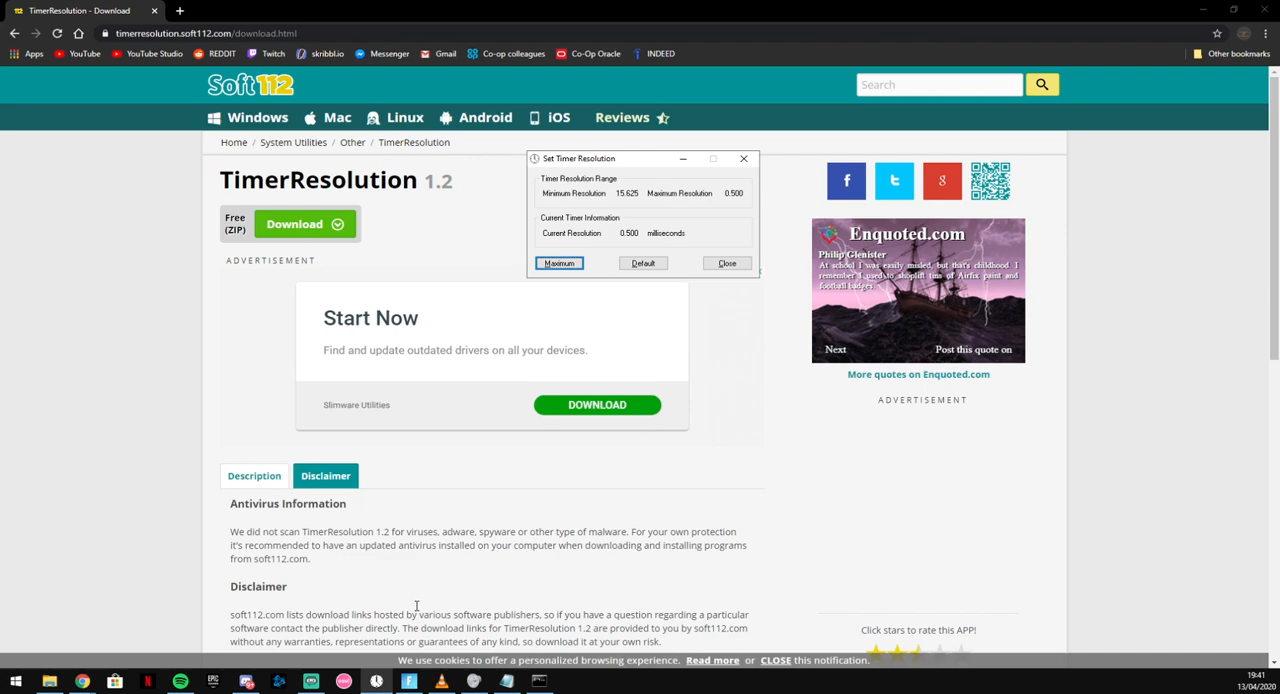 TimerResolution - Download
timerresolution.soft112.com/download.html
Apps YouTube YouTube Studio REDDIT Twitch skribbl.io Messenger Gmail Co-op colleagues Co-Op Oracle INDEED Other bookmarks
Soft112
Search
Windows Mac Linux Android iOS Reviews
Home / System Utilities / Other / TimerResolution
TimerResolution 1.2
Free (ZIP) Download
ADVERTISEMENT
Set Timer Resolution
Timer Resolution Range
Minimum Resolution 15.625 Maximum Resolution 0.500
Current Timer Information
Current Resolution 0.500 milliseconds
Maximum Default Close
f t g
Enquoted.com
Philip Glenister
At school I was easily misled, but that's childhood. I
remember I used to shoplift tins of Airfix paint and
football badges.
Next Post this quote on
More quotes on Enquoted.com
ADVERTISEMENT
Start Now
Find and update outdated drivers on all your devices.
Slimware Utilities DOWNLOAD
Description Disclaimer
Antivirus Information
We did not scan TimerResolution 1.2 for viruses, adware, spyware or other type of malware. For your own protection
it's recommended to have an updated antivirus installed on your computer when downloading and installing programs
from soft112.com.
Disclaimer
soft112.com lists download links hosted by various software publishers, so if you have a question regarding a particular
software contact the publisher directly. The download links for TimerResolution 1.2 are provided to you by soft112.com
without any warranties, representations or guarantees of any kind, so download it at your own risk.
Click stars to rate this APP!
We use cookies to offer a personalized browsing experience. Read more or CLOSE this notification.
EPIC
osu!
19:41
13/04/2020